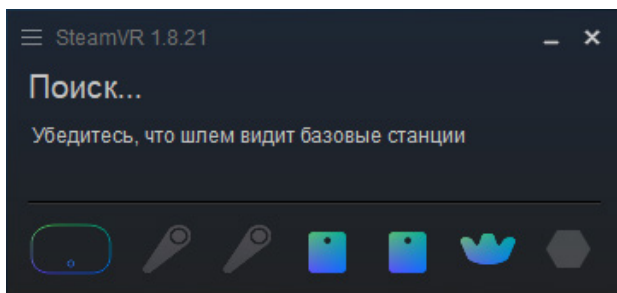 SteamVR 1.8.21
Поиск...
Убедитесь, что шлем видит базовые станции